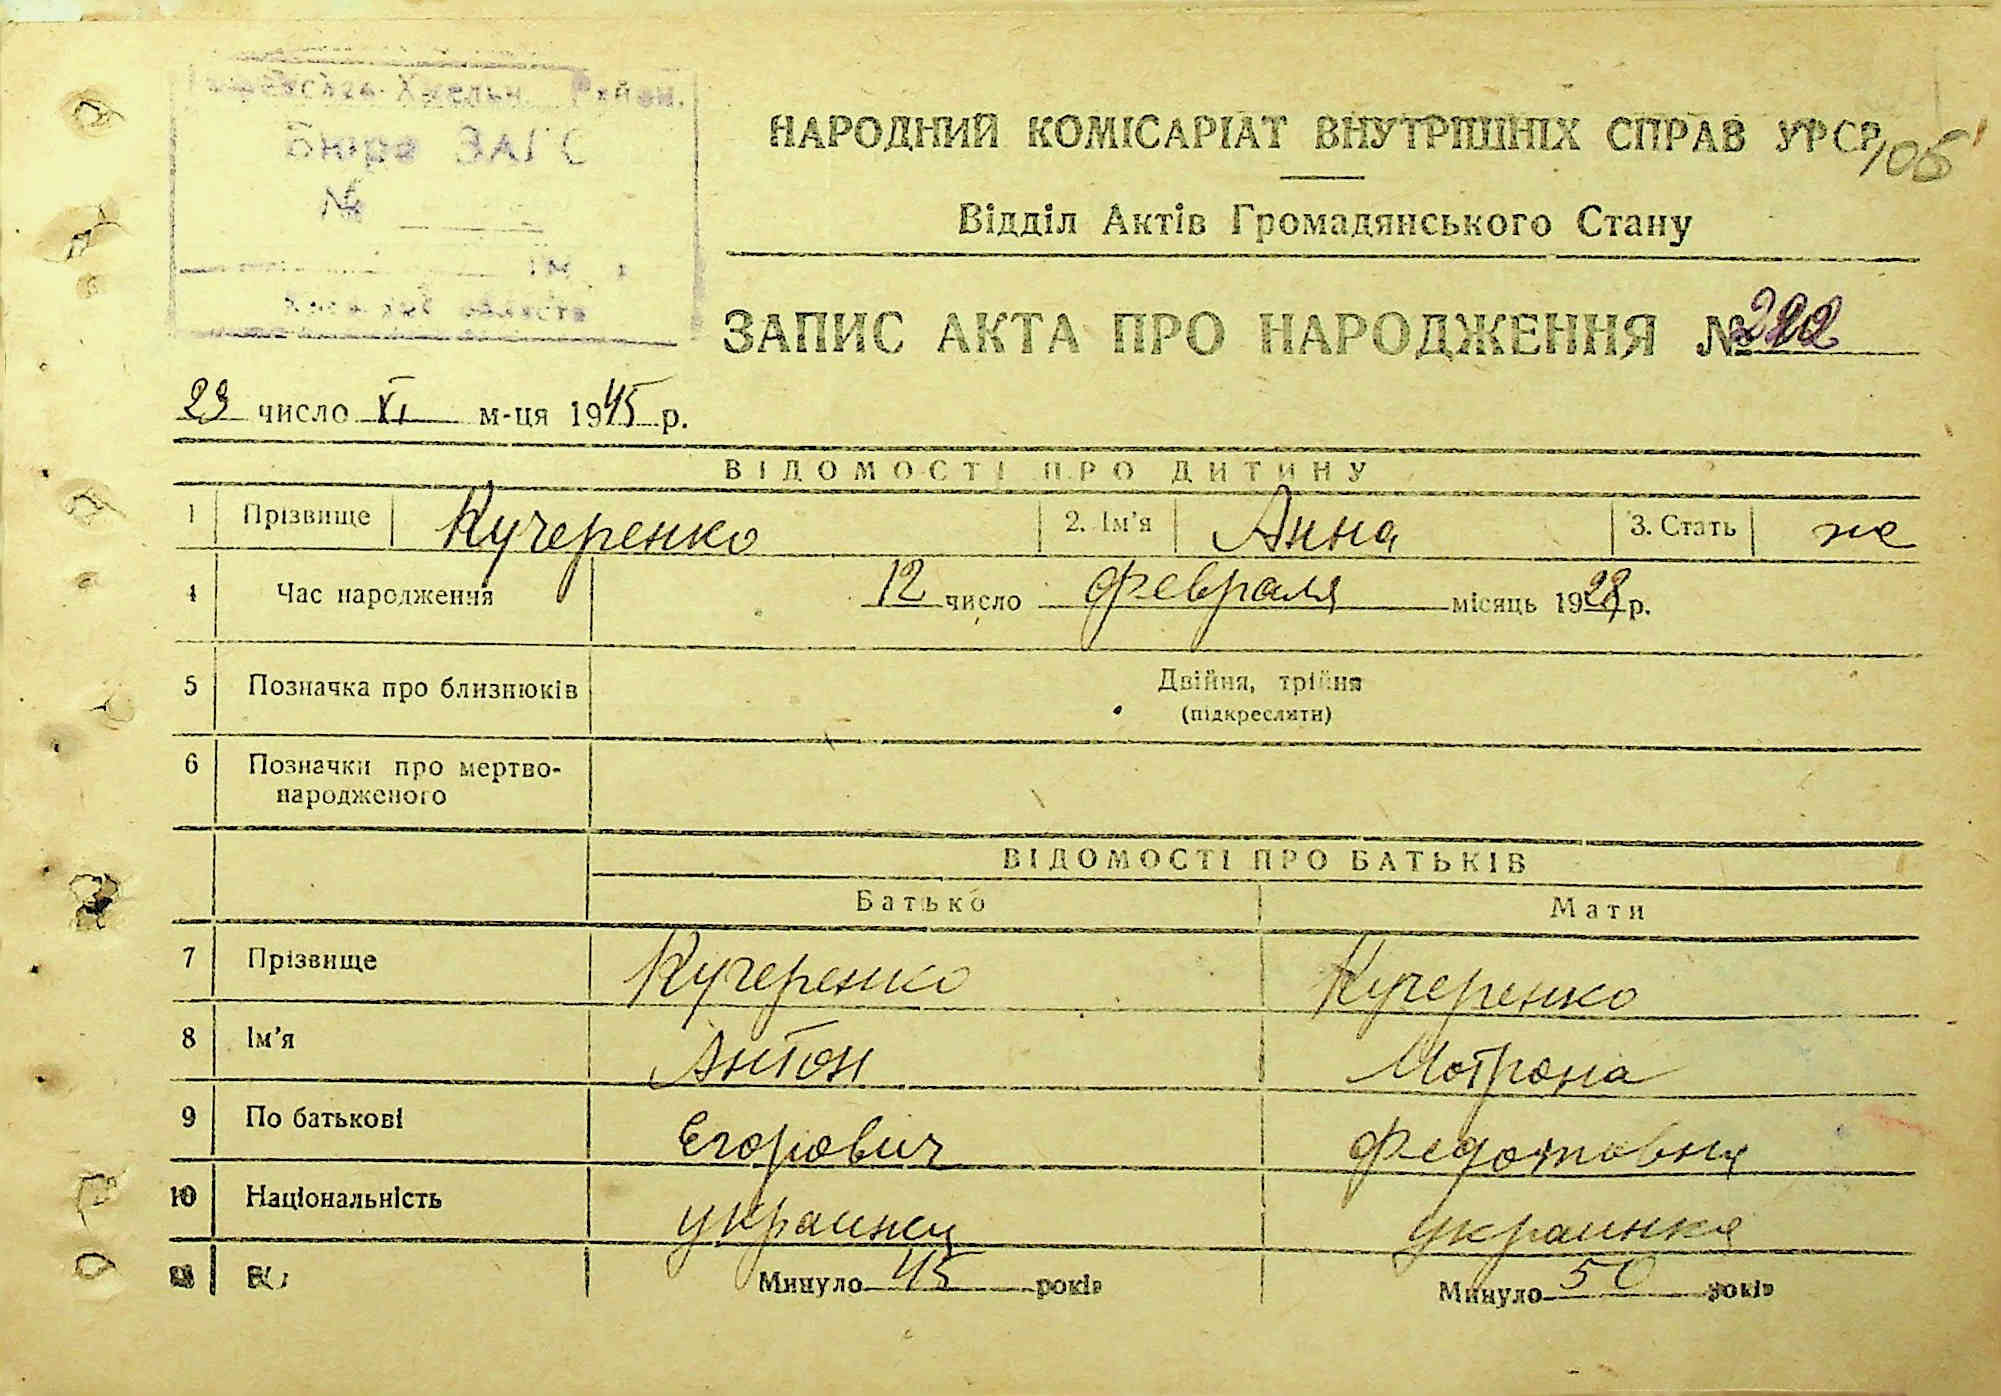 Район.
Бюро ЗАГС
№
НАРОДНИЙ КОМІСАРІАТ ВНУТРІШНІХ СПРАВ УРСР
Відділ Актів Громадянського Стану
ЗАПИС АКТА ПРО НАРОДЖЕННЯ №
23 число XI м-ця 1945 р.
ВІДОМОСТІ ПРО ДИТИНУ
1 Прізвище Кучеренко 2. Ім'я Анна 3. Стать же
4 Час народження 12 число февраля місяць 1928 р.
5 Позначка про близнюків Двійня, трійня
(підкреслити)
6 Позначки про мертво-
народженого
ВІДОМОСТІ ПРО БАТЬКІВ
Батько Мати
7 Прізвище Кучеренко Кучеренко
8 Ім'я Антон Мотрона
9 По батькові Егорович Федотовна
10 Національність украинец украинка
Минуло 45 років Минуло 50 років